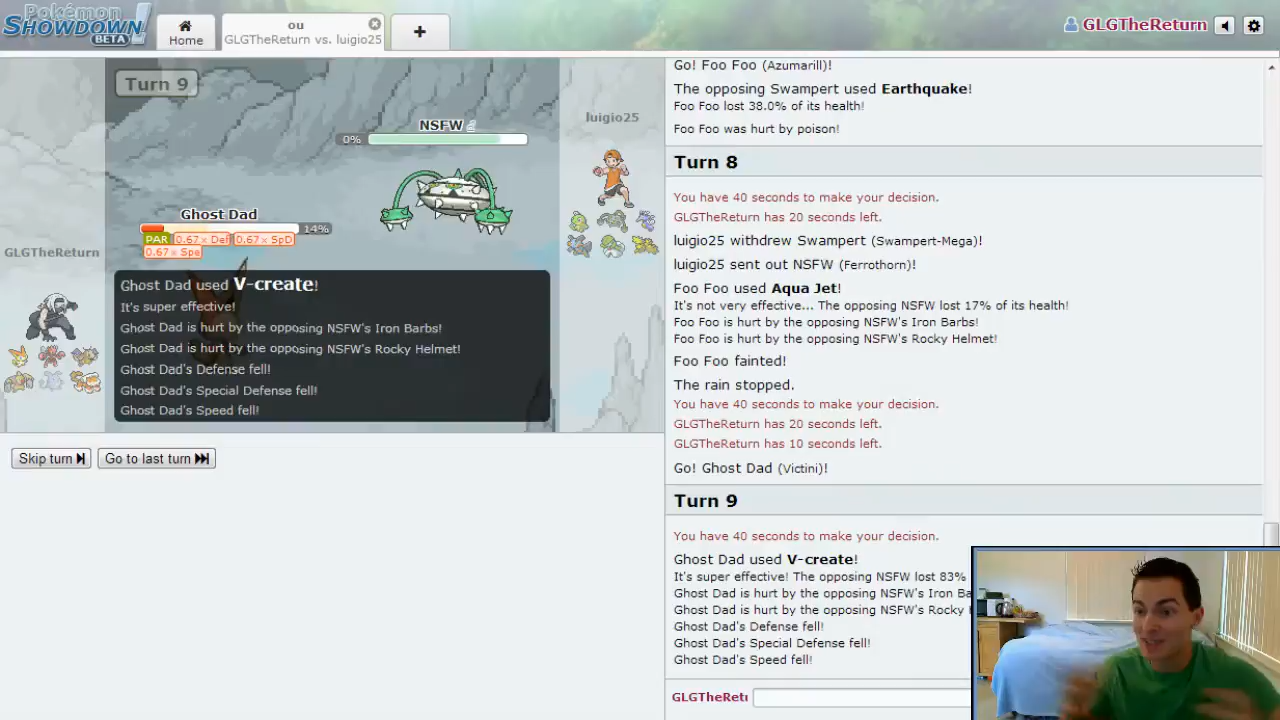 Pokémon
SHOWDOWN!
BETA
Home
ou
GLGTheReturn vs. luigio25
+
GLGTheReturn
Turn 9
NSFW
0%
luigio25
Ghost Dad
14%
PAR 0.67× Def 0.67× SpD
0.67× Spe
GLGTheReturn
Ghost Dad used V-create!
It's super effective!
Ghost Dad is hurt by the opposing NSFW's Iron Barbs!
Ghost Dad is hurt by the opposing NSFW's Rocky Helmet!
Ghost Dad's Defense fell!
Ghost Dad's Special Defense fell!
Ghost Dad's Speed fell!
Skip turn
Go to last turn
Go! Foo Foo (Azumarill)!
The opposing Swampert used Earthquake!
Foo Foo lost 38.0% of its health!
Foo Foo was hurt by poison!
Turn 8
You have 40 seconds to make your decision.
GLGTheReturn has 20 seconds left.
luigio25 withdrew Swampert (Swampert-Mega)!
luigio25 sent out NSFW (Ferrothorn)!
Foo Foo used Aqua Jet!
It's not very effective... The opposing NSFW lost 17% of its health!
Foo Foo is hurt by the opposing NSFW's Iron Barbs!
Foo Foo is hurt by the opposing NSFW's Rocky Helmet!
Foo Foo fainted!
The rain stopped.
You have 40 seconds to make your decision.
GLGTheReturn has 20 seconds left.
GLGTheReturn has 10 seconds left.
Go! Ghost Dad (Victini)!
Turn 9
You have 40 seconds to make your decision.
Ghost Dad used V-create!
It's super effective! The opposing NSFW lost 83%
Ghost Dad is hurt by the opposing NSFW's Iron Ba
Ghost Dad is hurt by the opposing NSFW's Rocky
Ghost Dad's Defense fell!
Ghost Dad's Special Defense fell!
Ghost Dad's Speed fell!
GLGTheRetu